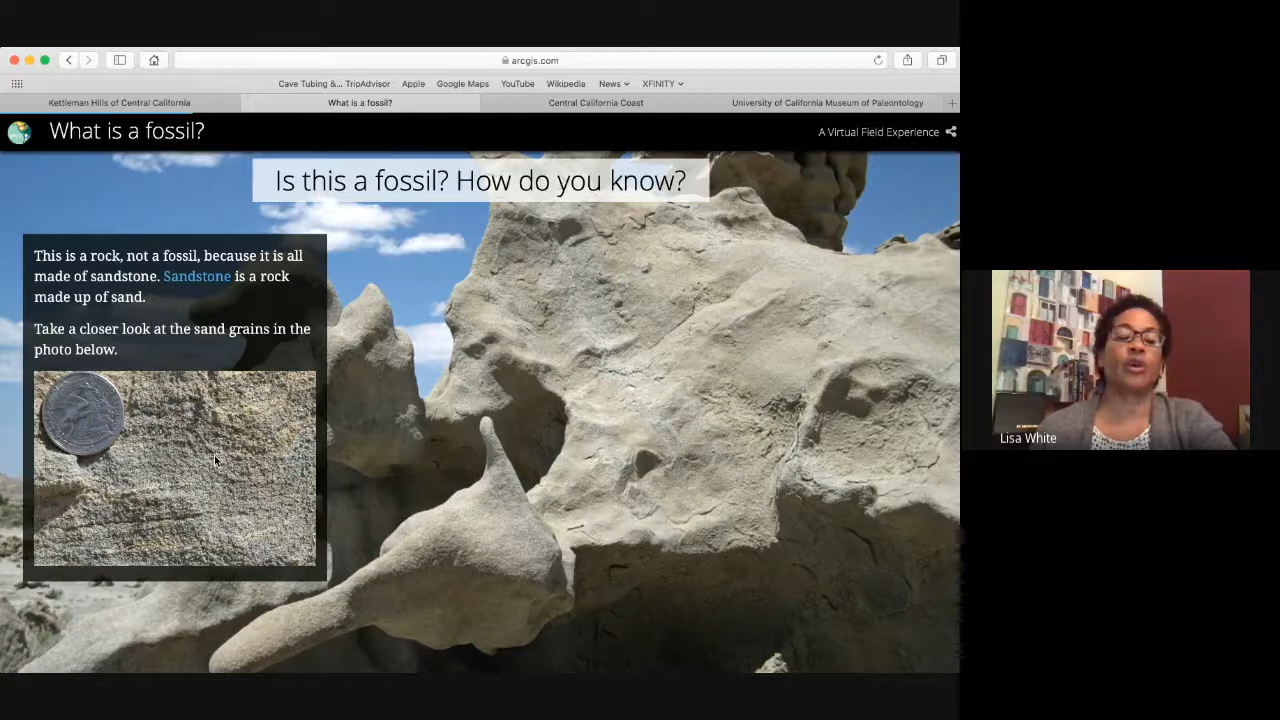 arcgis.com
Cave Tubing &... TripAdvisor Apple Google Maps YouTube Wikipedia News XFINITY
Kettleman Hills of Central California What is a fossil? Central California Coast University of California Museum of Paleontology
What is a fossil?
A Virtual Field Experience
Is this a fossil? How do you know?
This is a rock, not a fossil, because it is all
made of sandstone. Sandstone is a rock
made up of sand.
Take a closer look at the sand grains in the
photo below.
Lisa White